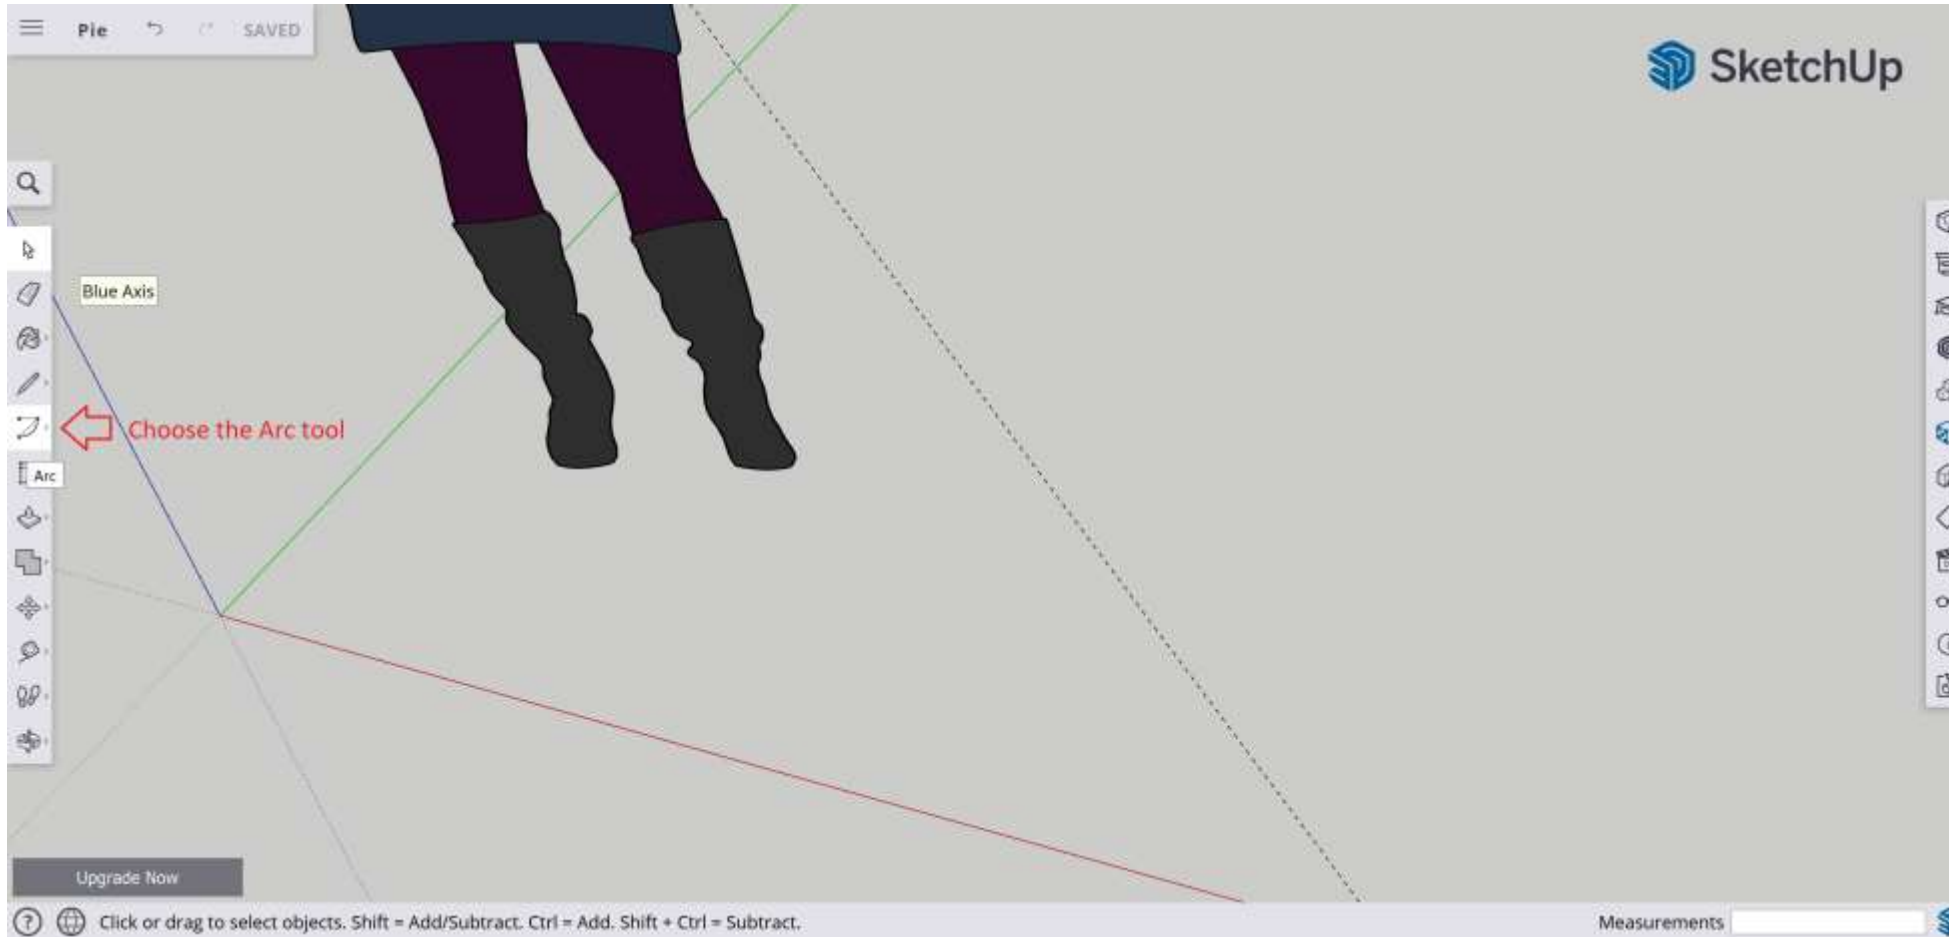 Pie SAVED
SketchUp
Blue Axis
Choose the Arc tool
Arc
Upgrade Now
Click or drag to select objects. Shift = Add/Subtract. Ctrl = Add. Shift + Ctrl = Subtract.
Measurements